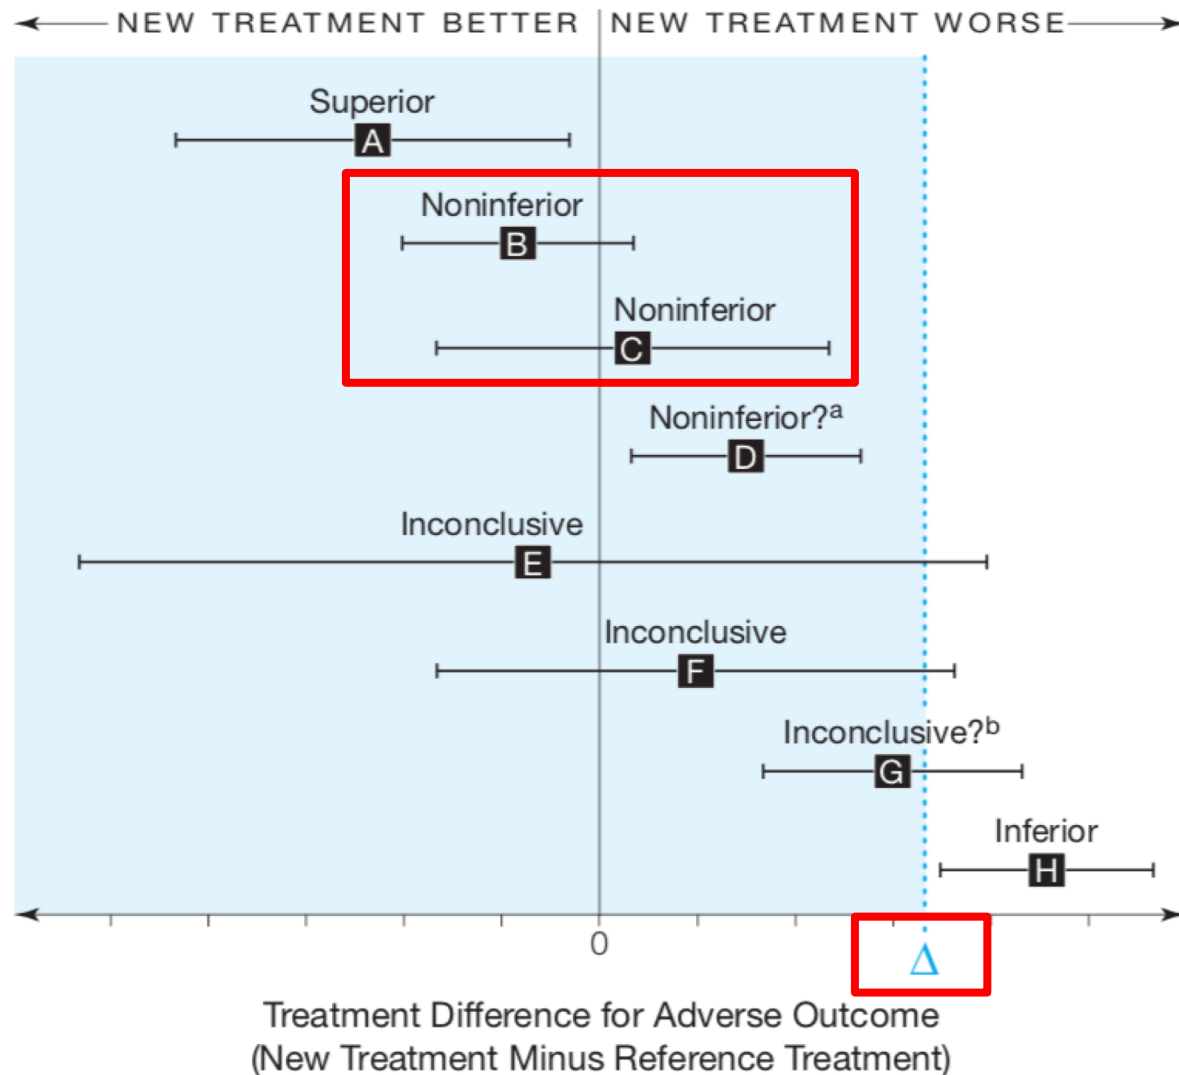 NEW TREATMENT BETTER NEW TREATMENT WORSE
Superior
A
Noninferior
B
Noninferior
C
Noninferior?a
D
Inconclusive
E
Inconclusive
F
Inconclusive?b
G
Inferior
H
0
Δ
Treatment Difference for Adverse Outcome
(New Treatment Minus Reference Treatment)